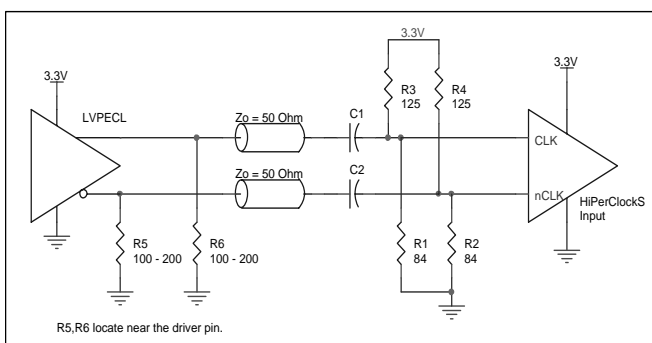 3.3V
3.3V
3.3V
R3
125
R4
125
LVPECL
Zo = 50 Ohm
C1
CLK
Zo = 50 Ohm
C2
nCLK
HiPerClockS
Input
R5
100 - 200
R6
100 - 200
R1
84
R2
84
R5,R6 locate near the driver pin.